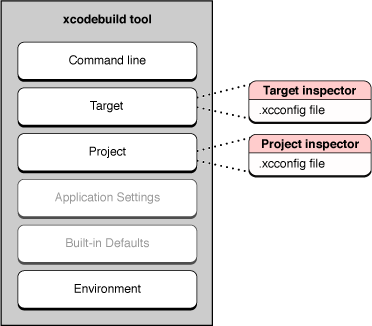 xcodebuild tool
Command line
Target
Target inspector
.xcconfig file
Project
Project inspector
.xcconfig file
Application Settings
Built-in Defaults
Environment